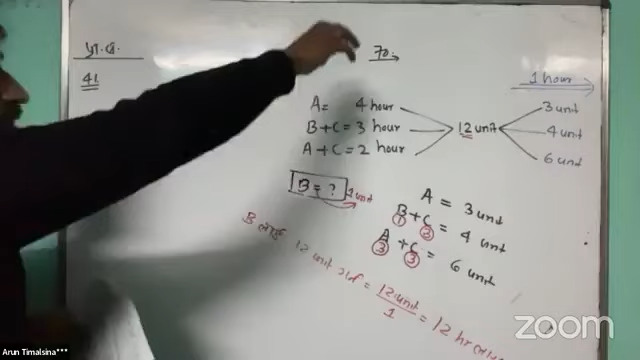 41
70.
1 hour
A = 4 hour
B + C = 3 hour
A + C = 2 hour
12 unit
3 unit
4 unit
6 unit
B = ?
1 unit
A = 3 unit
B + C = 4 unit
1 3
A + C = 6 unit
3 3
B लाई 12 unit गर्न = 12 unit / 1 = 12 hr
zoom
Arun Timalsina***